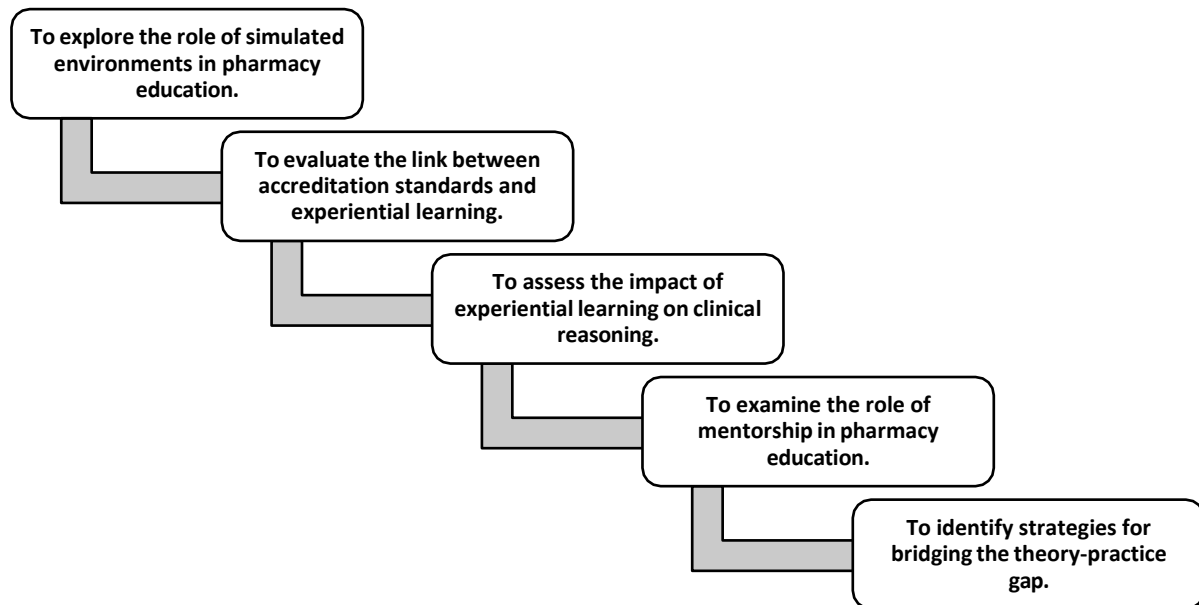 To explore the role of simulated
environments in pharmacy
education.
To evaluate the link between
accreditation standards and
experiential learning.
To assess the impact of
experiential learning on clinical
reasoning.
To examine the role of
mentorship in pharmacy
education.
To identify strategies for
bridging the theory-practice
gap.